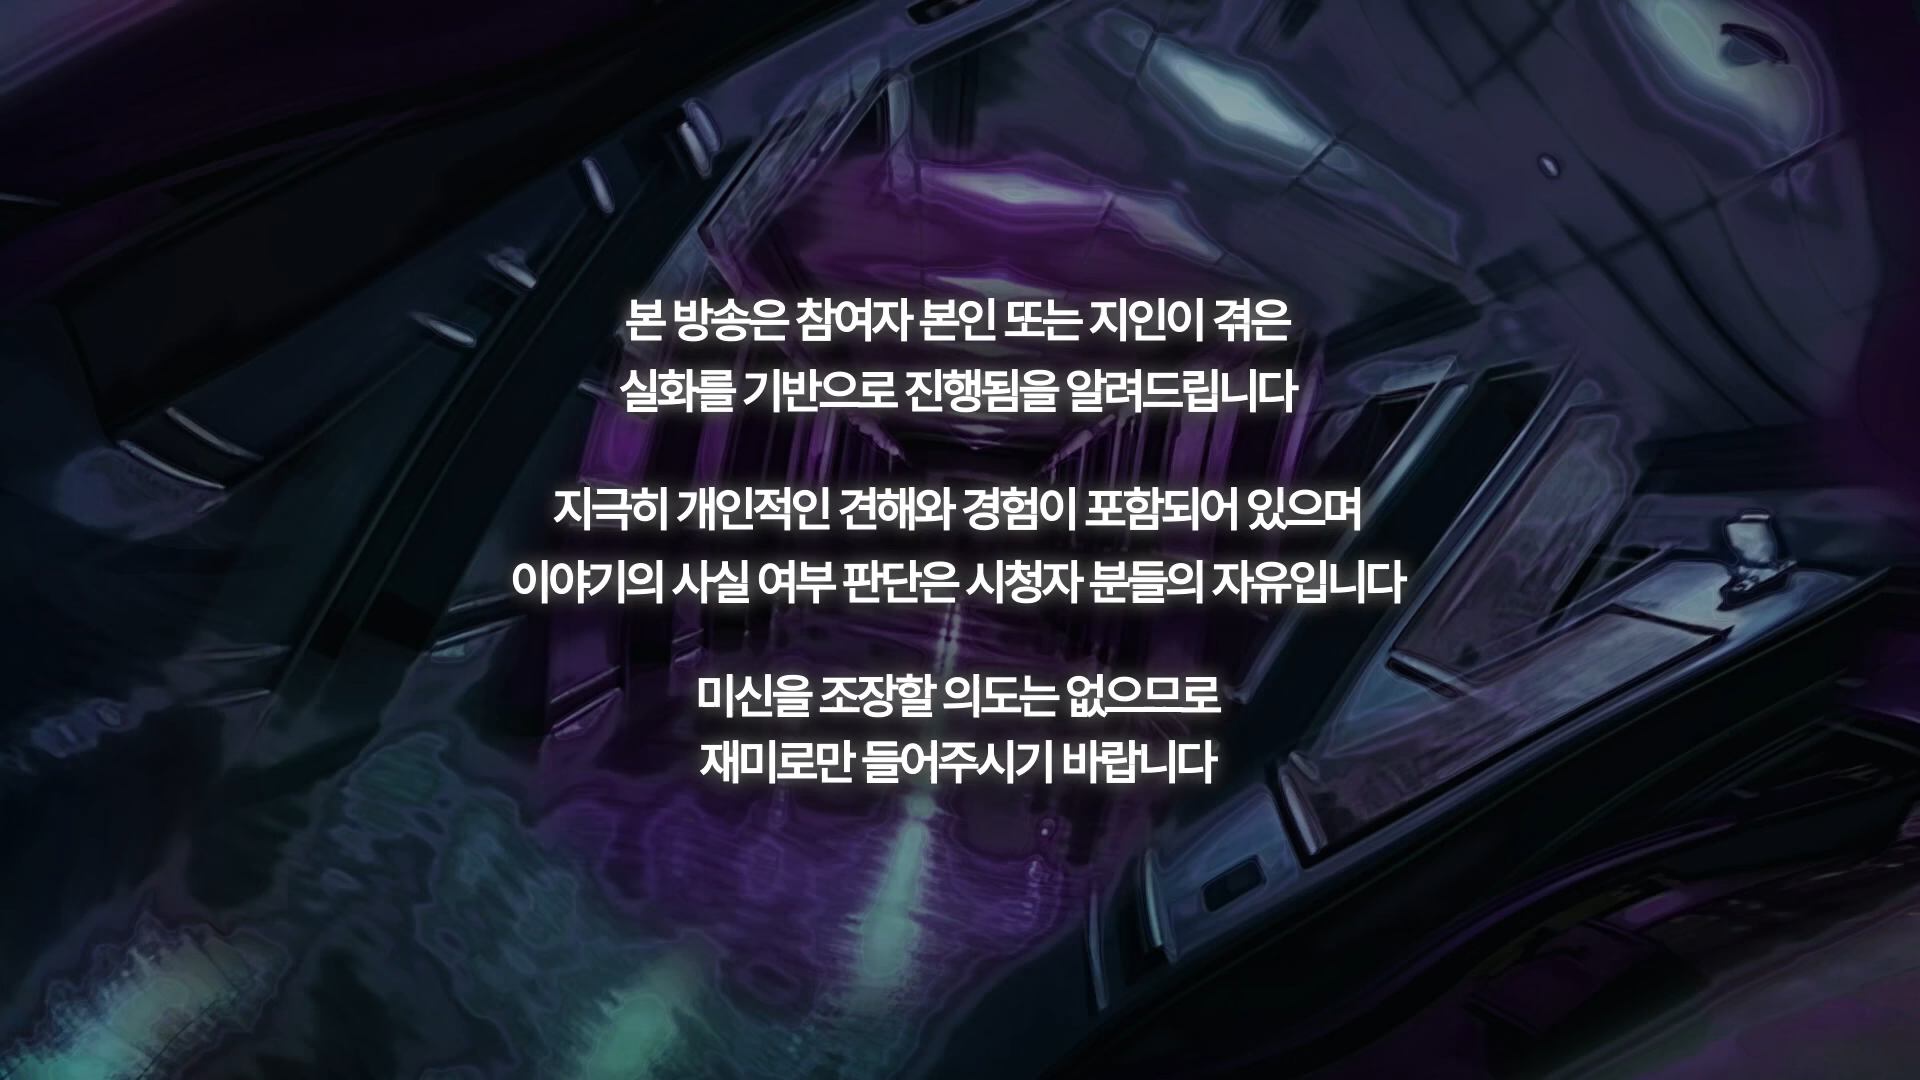 본 방송은 참여자 본인 또는 지인이 겪은
실화를 기반으로 진행됨을 알려드립니다
지극히 개인적인 견해와 경험이 포함되어 있으며
이야기의 사실 여부 판단은 시청자 분들의 자유입니다
미신을 조장할 의도는 없으므로
재미로만 들어주시기 바랍니다